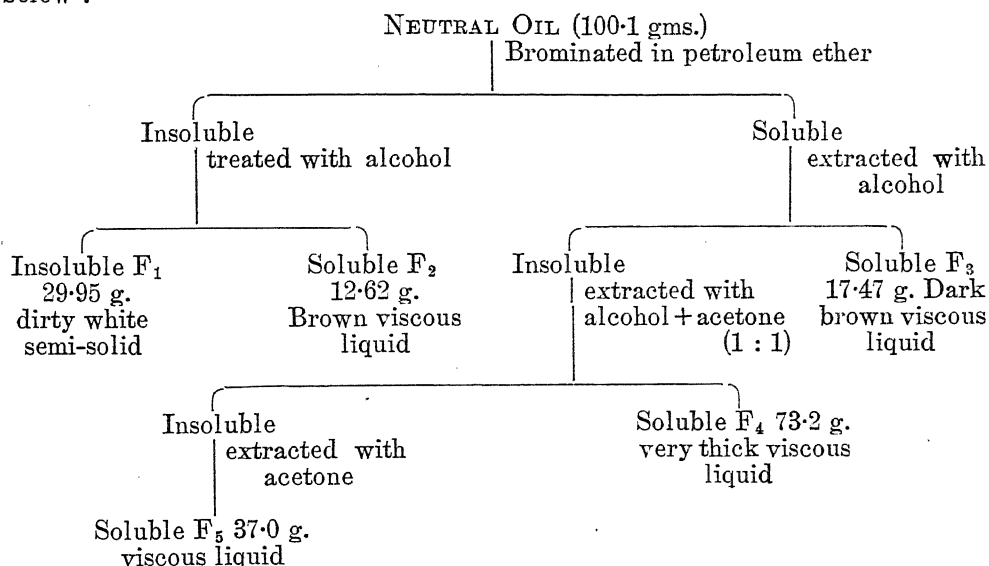 below :
NEUTRAL OIL (100·1 gms.)
Brominated in petroleum ether
Insoluble
treated with alcohol
Soluble
extracted with
alcohol
Insoluble F₁
29·95 g.
dirty white
semi-solid
Soluble F₂
12·62 g.
Brown viscous
liquid
Insoluble
extracted with
alcohol + acetone
(1 : 1)
Soluble F₃
17·47 g. Dark
brown viscous
liquid
Insoluble
extracted with
acetone
Soluble F₄ 73·2 g.
very thick viscous
liquid
Soluble F₅ 37·0 g.
viscous liquid